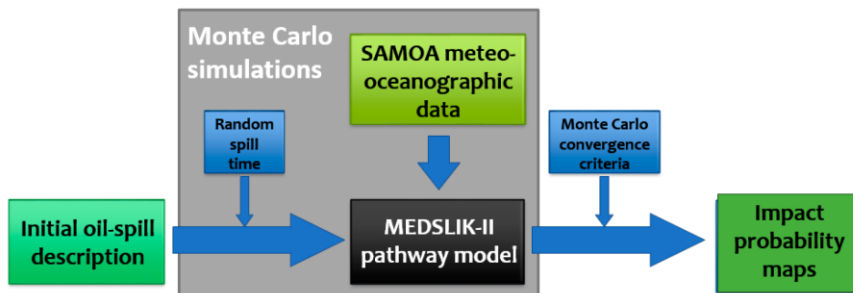 Monte Carlo
simulations
SAMOA meteo-
oceanographic
data
Random
spill
time
Monte Carlo
convergence
criteria
Initial oil-spill
description
MEDSLIK-II
pathway model
Impact
probability
maps